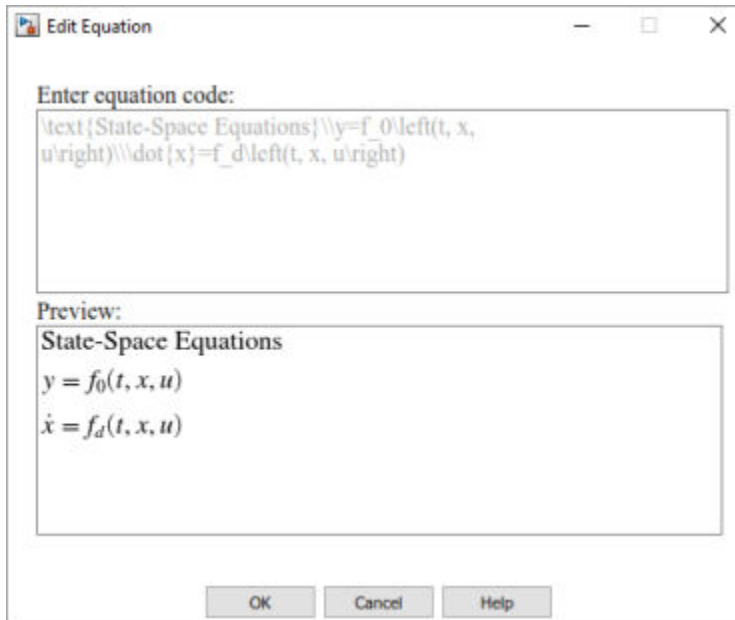 Edit Equation
Enter equation code:
\text{State-Space Equations}\\y=f_0\left(t, x,
u\right)\\\dot{x}=f_d\left(t, x, u\right)
Preview:
State-Space Equations
y = f₀(t, x, u)
ẋ = f_d(t, x, u)
OK Cancel Help